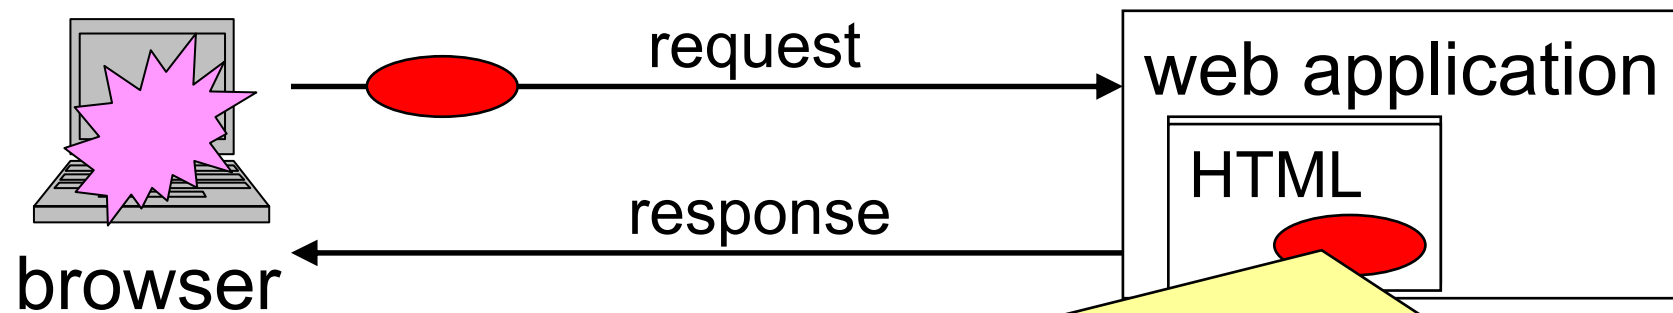 request
web application
HTML
response
browser